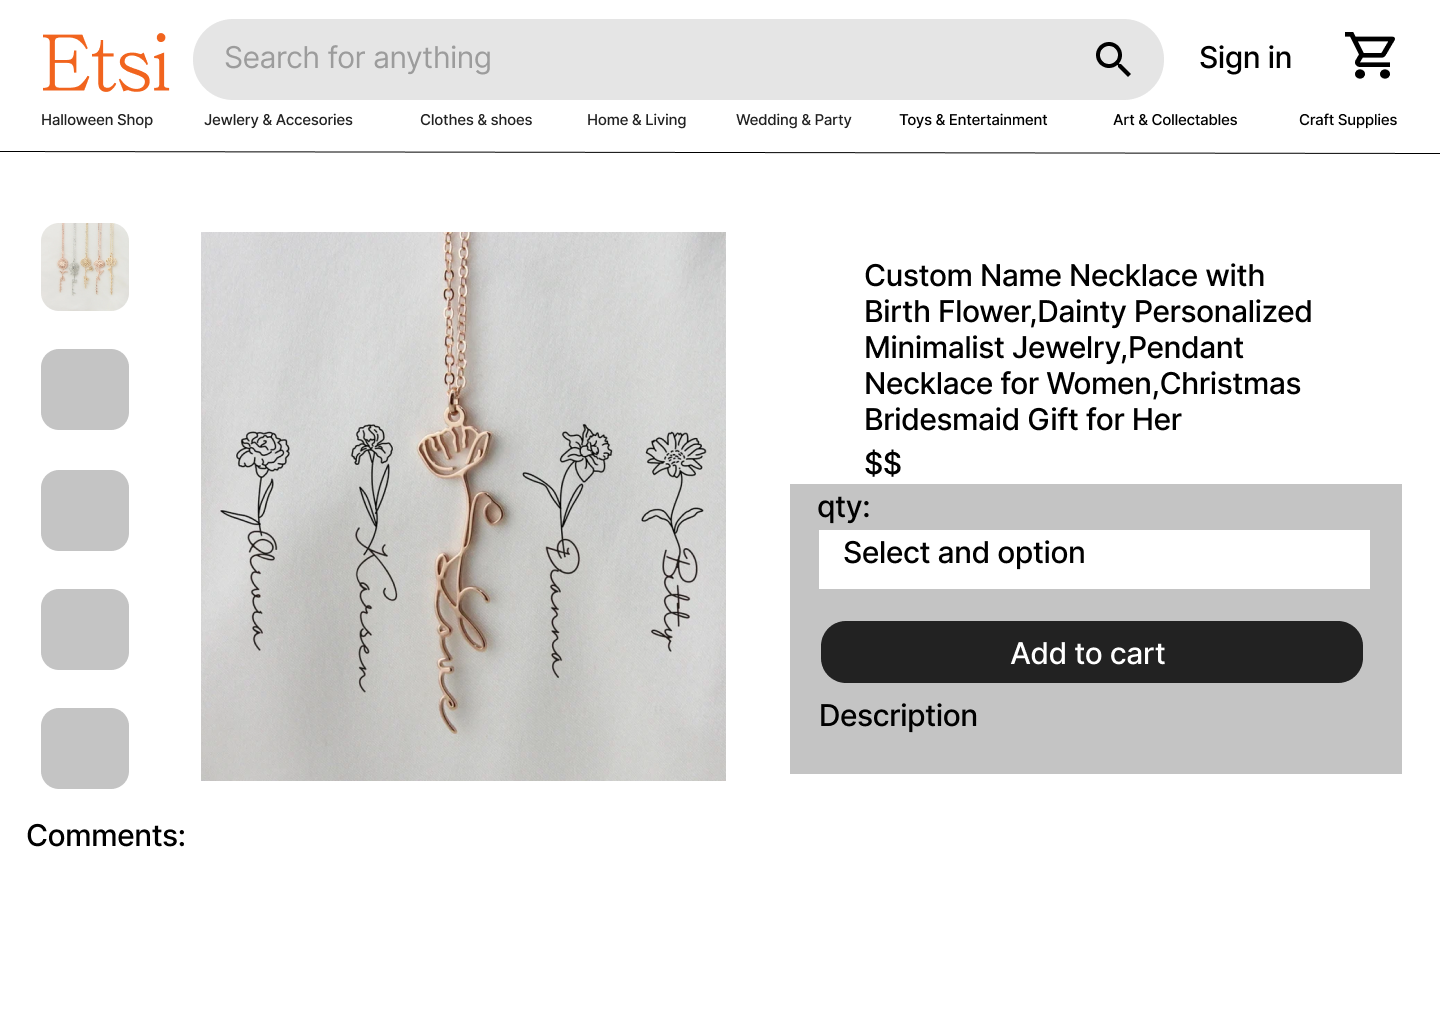 Etsi
Search for anything
Sign in
Halloween Shop
Jewlery & Accesories
Clothes & shoes
Home & Living
Wedding & Party
Toys & Entertainment
Art & Collectables
Craft Supplies
Custom Name Necklace with
Birth Flower,Dainty Personalized
Minimalist Jewelry,Pendant
Necklace for Women,Christmas
Bridesmaid Gift for Her
$$
qty:
Select and option
Add to cart
Description
Olivia
Karsen
Danna
Betty
Comments: